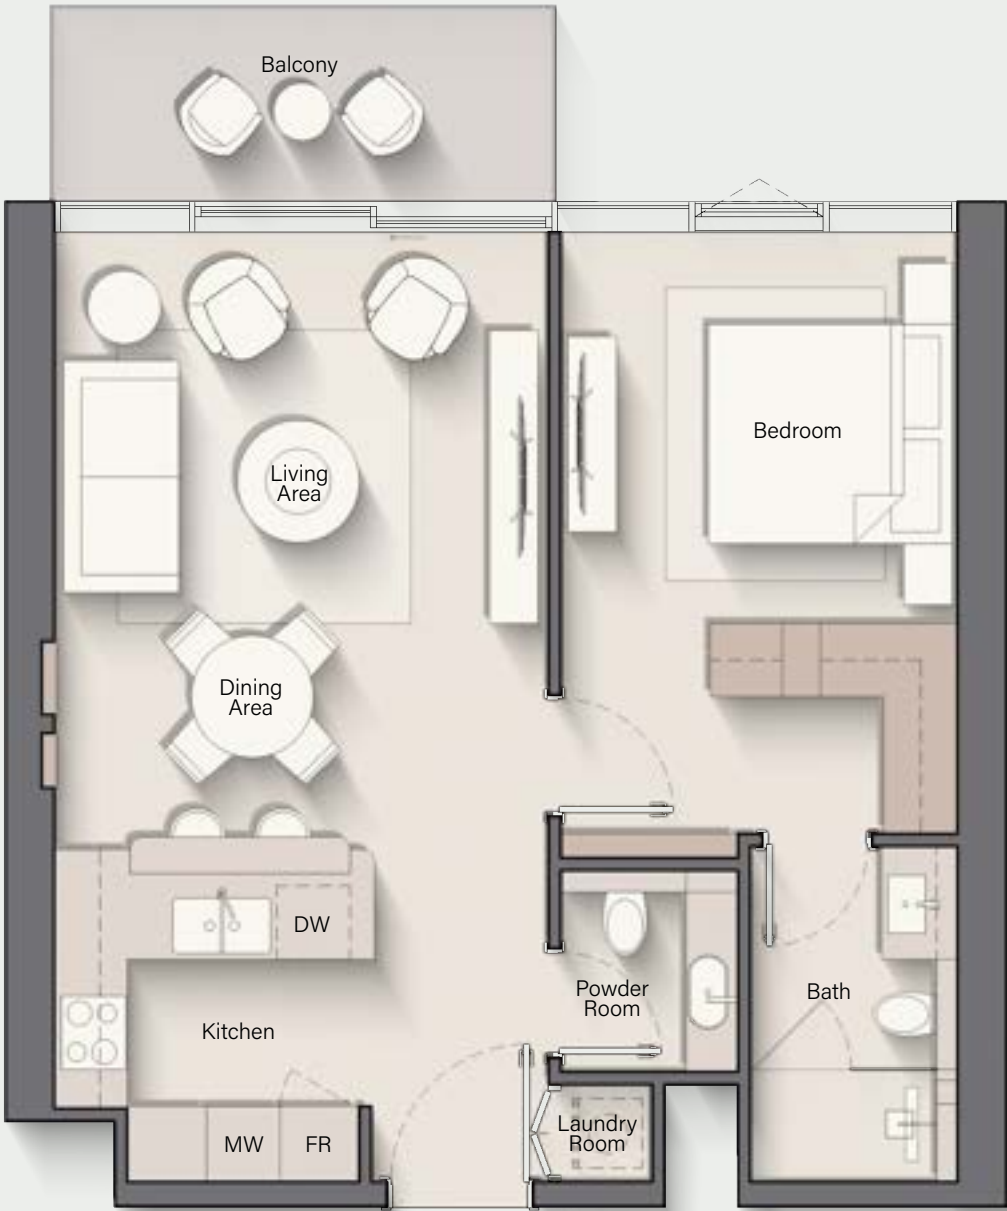 Balcony
Bedroom
Living
Area
Dining
Area
DW
Powder
Room
Bath
Kitchen
Laundry
Room
MW
FR